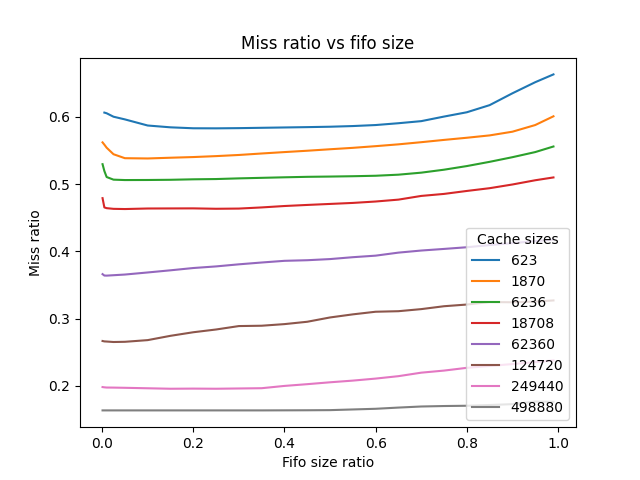 Miss ratio vs fifo size
Miss ratio
0.6
0.5
0.4
0.3
0.2
0.0 0.2 0.4 0.6 0.8 1.0
Fifo size ratio
Cache sizes
623
1870
6236
18708
62360
124720
249440
498880